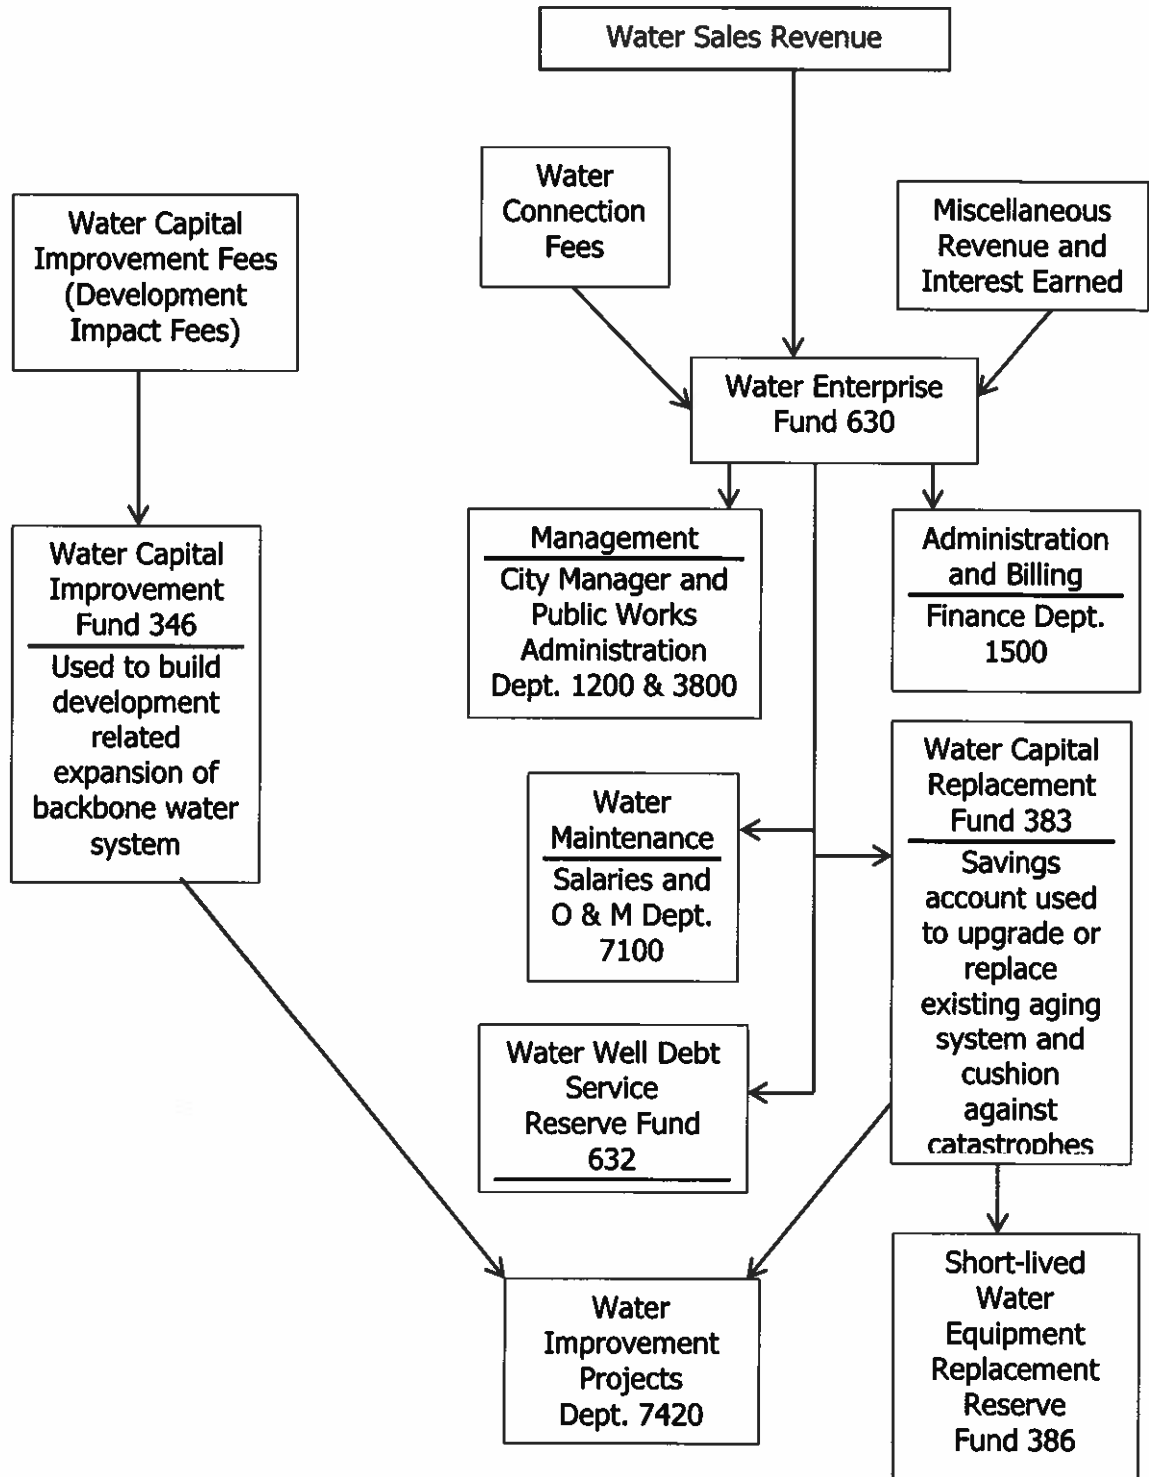 Water Sales Revenue
Water
Connection
Fees
Miscellaneous
Revenue and
Interest Earned
Water Capital
Improvement Fees
(Development
Impact Fees)
Water Enterprise
Fund 630
Management
City Manager and
Public Works
Administration
Dept. 1200 & 3800
Administration
and Billing
Finance Dept.
1500
Water Capital
Improvement
Fund 346
Used to build
development
related
expansion of
backbone water
system
Water
Maintenance
Salaries and
O & M Dept.
7100
Water Capital
Replacement
Fund 383
Savings
account used
to upgrade or
replace
existing aging
system and
cushion
against
catastrophes
Water Well Debt
Service
Reserve Fund
632
Water
Improvement
Projects
Dept. 7420
Short-lived
Water
Equipment
Replacement
Reserve
Fund 386